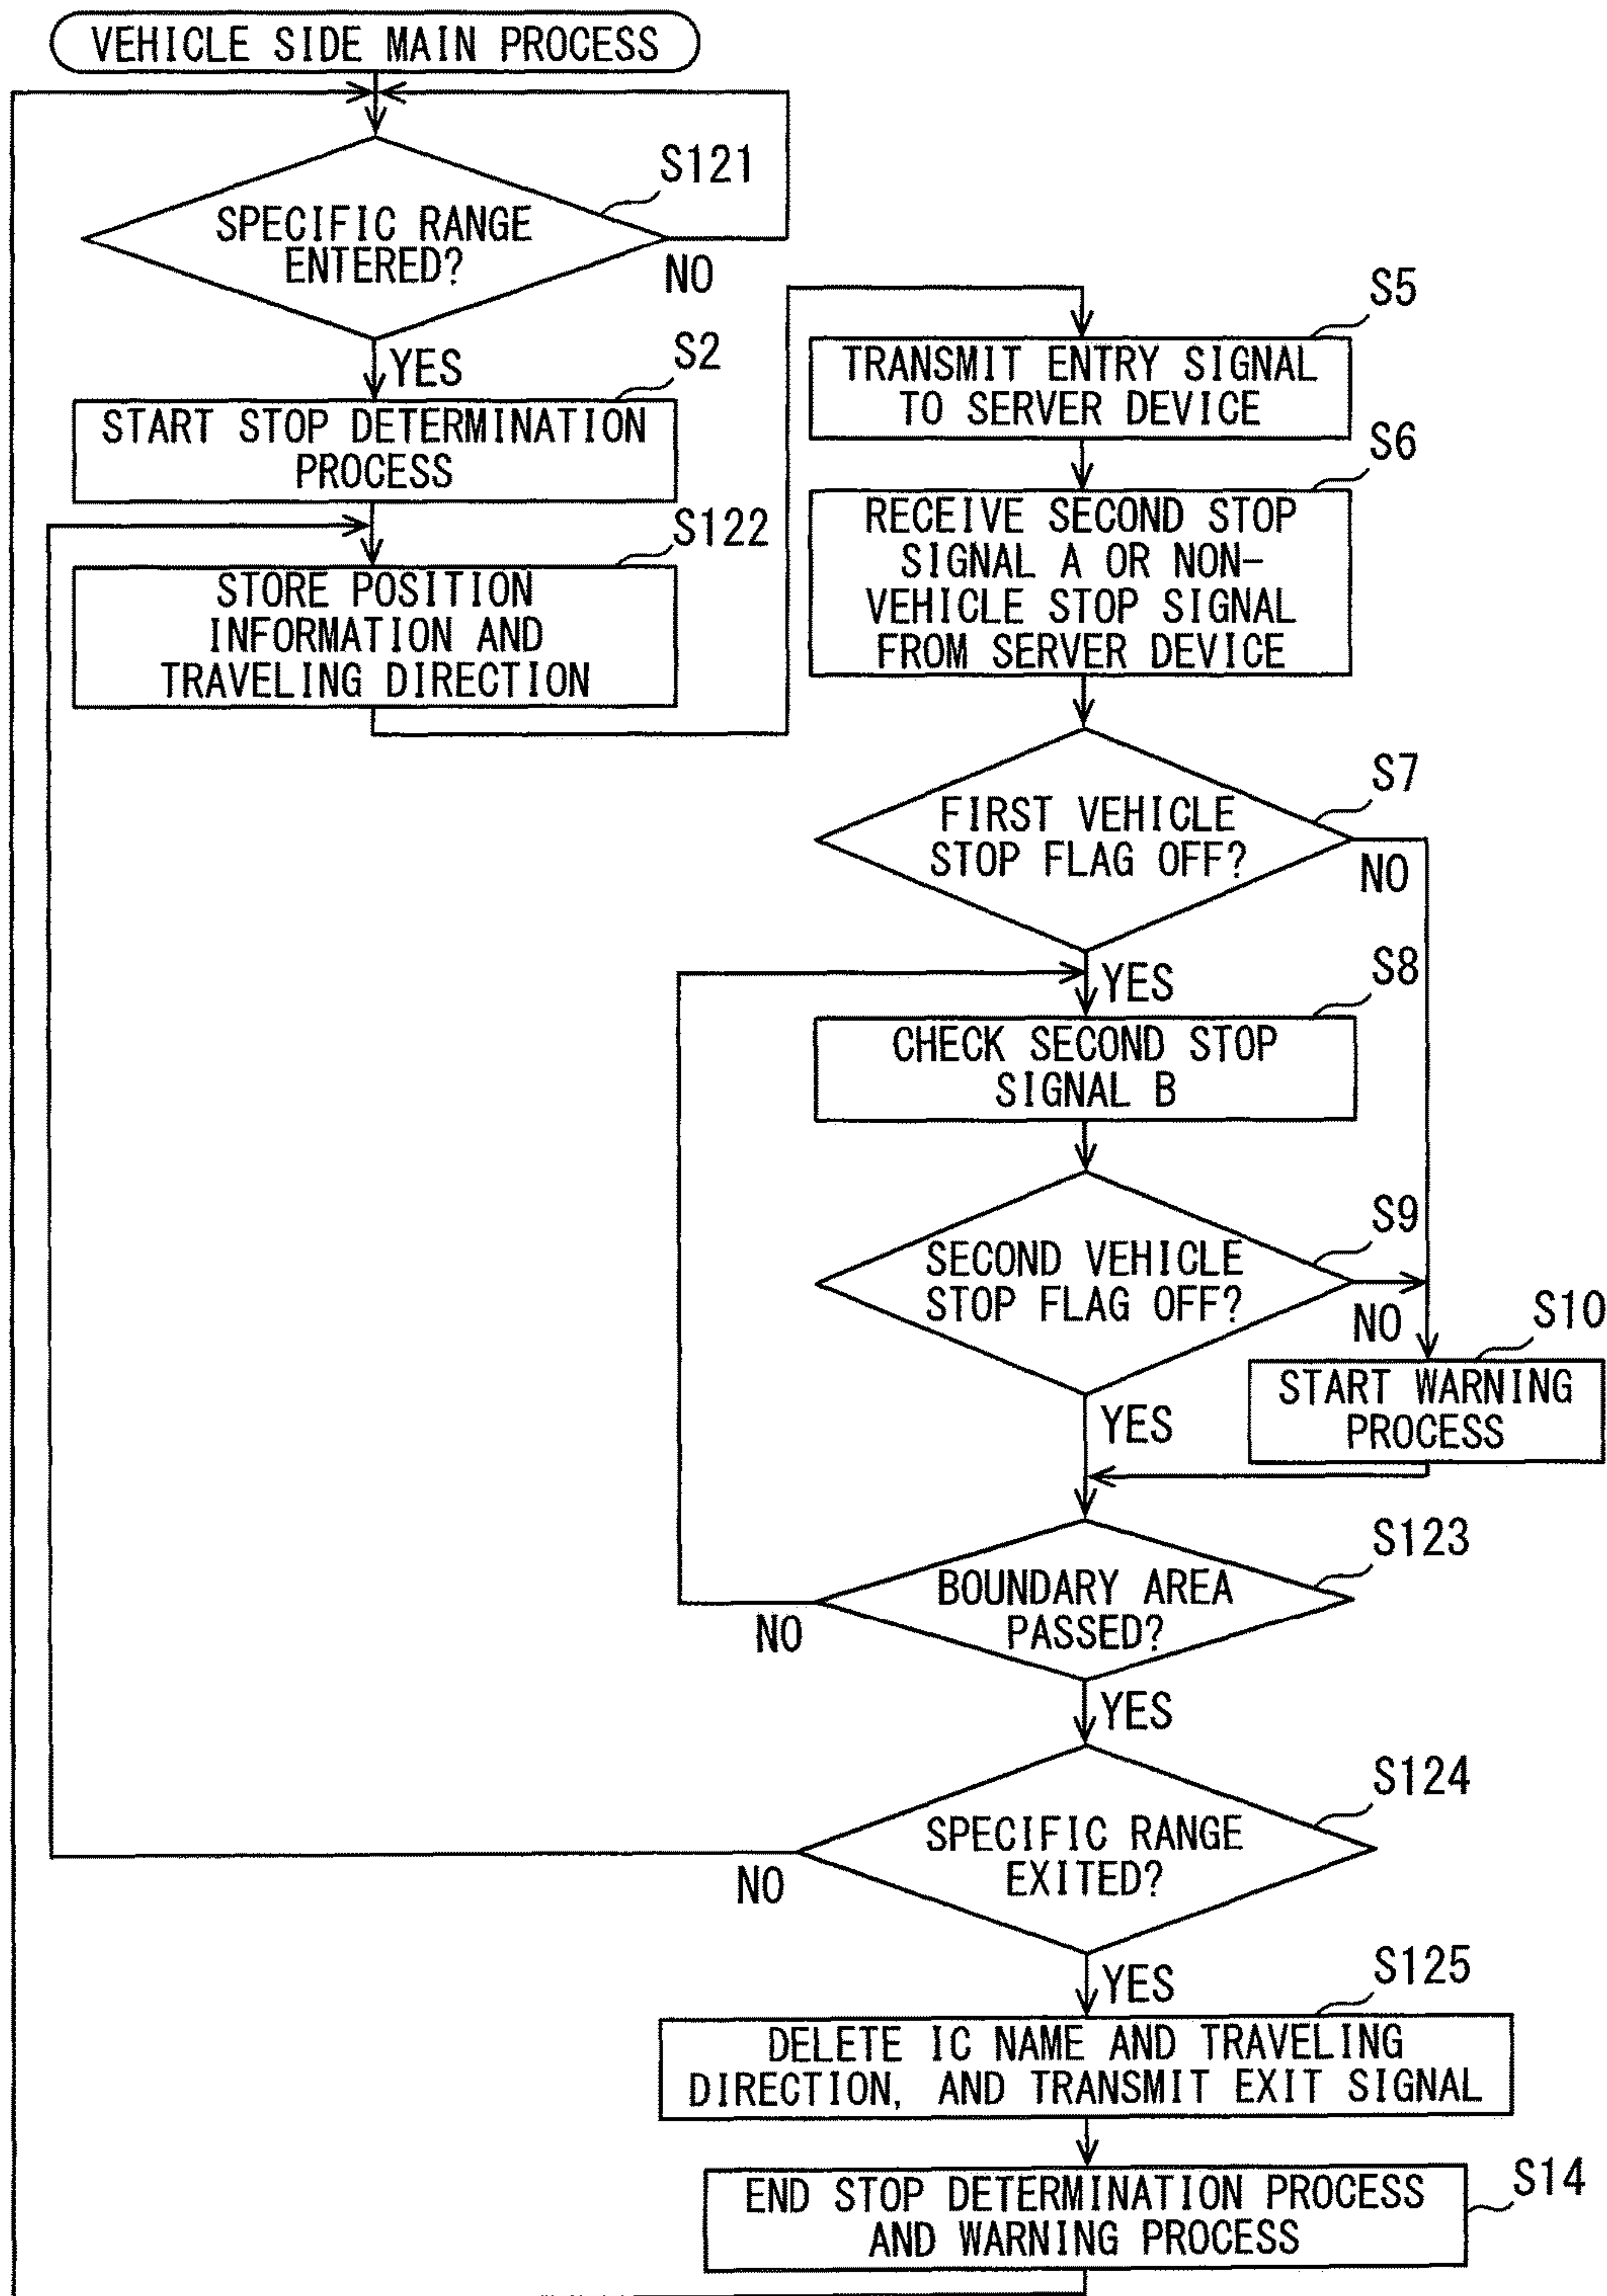 VEHICLE SIDE MAIN PROCESS
S121
SPECIFIC RANGE
ENTERED?
NO
YES
S2
START STOP DETERMINATION
PROCESS
S122
STORE POSITION
INFORMATION AND
TRAVELING DIRECTION
S5
TRANSMIT ENTRY SIGNAL
TO SERVER DEVICE
S6
RECEIVE SECOND STOP
SIGNAL A OR NON-
VEHICLE STOP SIGNAL
FROM SERVER DEVICE
S7
FIRST VEHICLE
STOP FLAG OFF?
NO
YES
S8
CHECK SECOND STOP
SIGNAL B
S9
SECOND VEHICLE
STOP FLAG OFF?
NO
YES
S10
START WARNING
PROCESS
S123
BOUNDARY AREA
PASSED?
NO
YES
S124
SPECIFIC RANGE
EXITED?
NO
YES
S125
DELETE IC NAME AND TRAVELING
DIRECTION, AND TRANSMIT EXIT SIGNAL
S14
END STOP DETERMINATION PROCESS
AND WARNING PROCESS